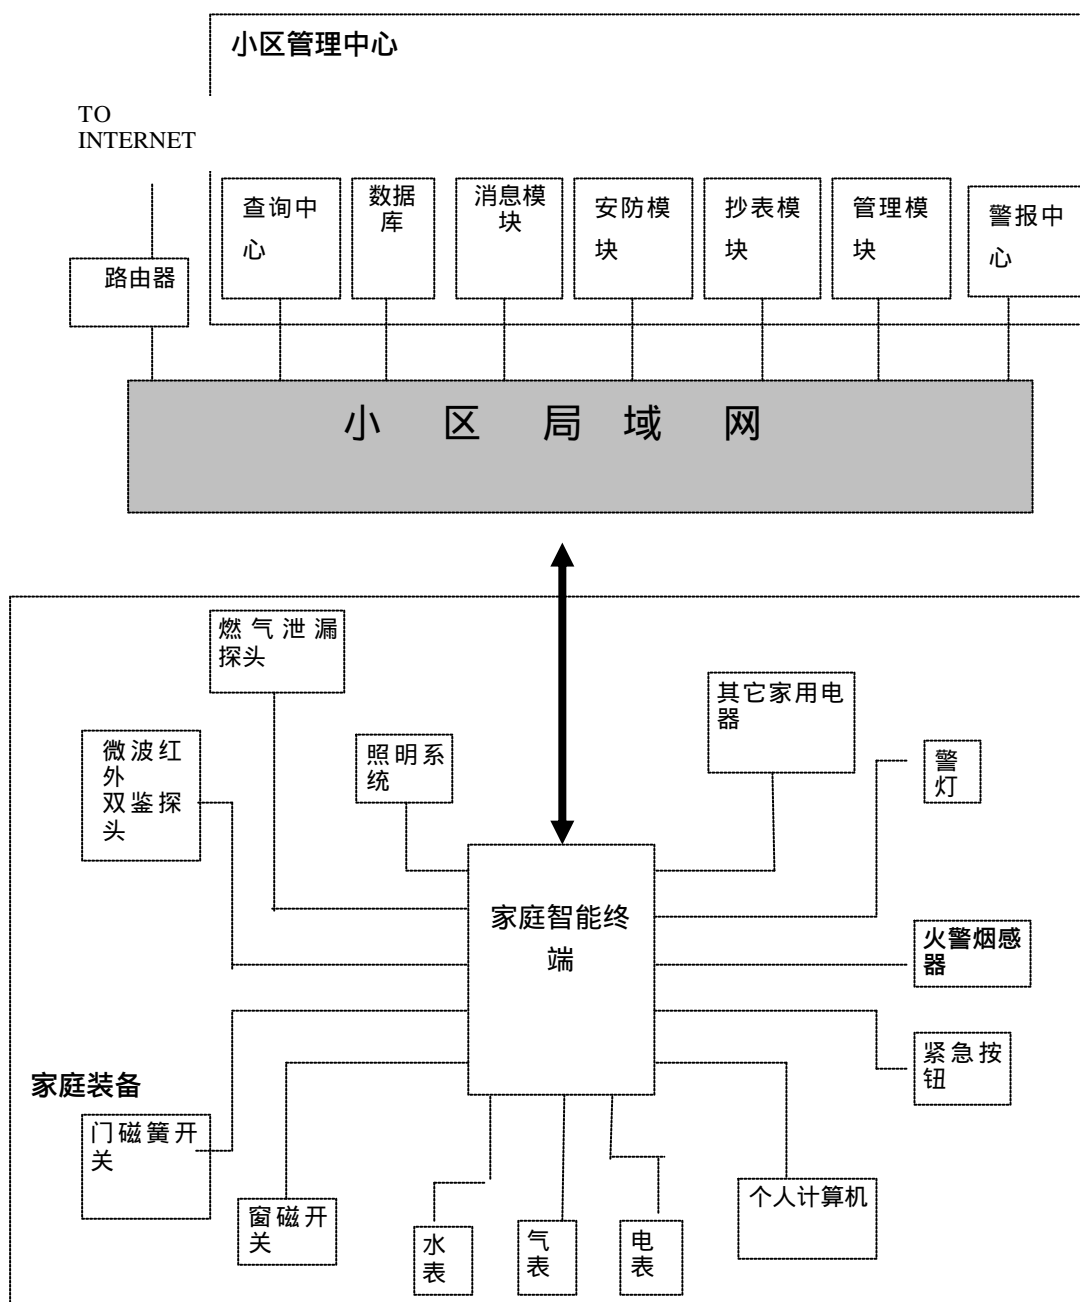 小区管理中心
TO
INTERNET
查询中
心
数据
库
消息模
块
安防模
块
抄表模
块
管理模
块
警报中
心
路由器
小区局域网
燃气泄漏
探头
其它家用电
器
微波红
外
双鉴探
头
照明系
统
警
灯
家庭智能终
端
火警烟感
器
紧急按
钮
家庭装备
门磁簧开
关
窗磁开
关
水
表
气
表
电
表
个人计算机